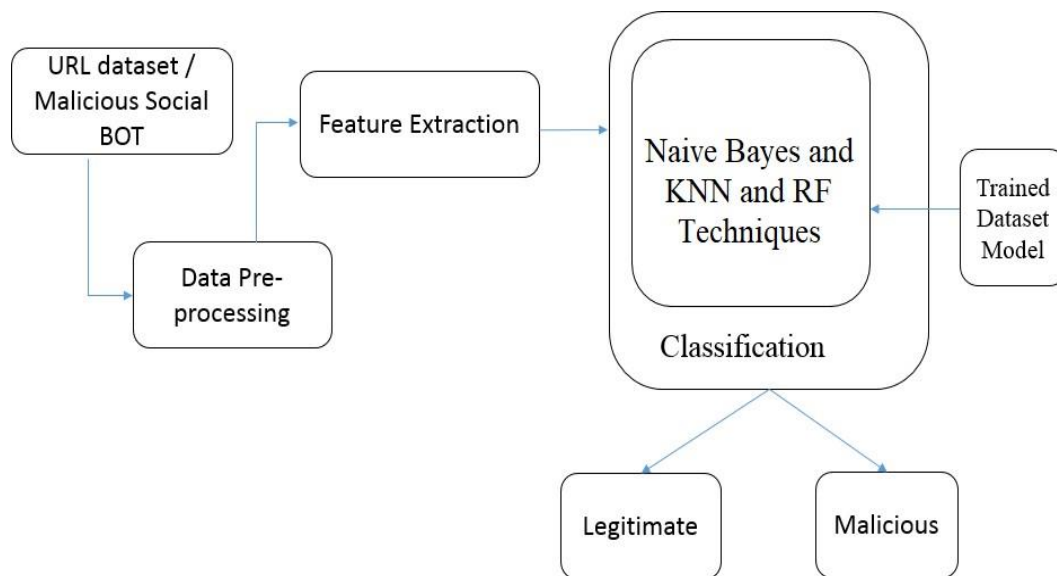 URL dataset /
Malicious Social
BOT
Data Pre-
processing
Feature Extraction
Naive Bayes and
KNN and RF
Techniques
Classification
Trained
Dataset
Model
Legitimate
Malicious